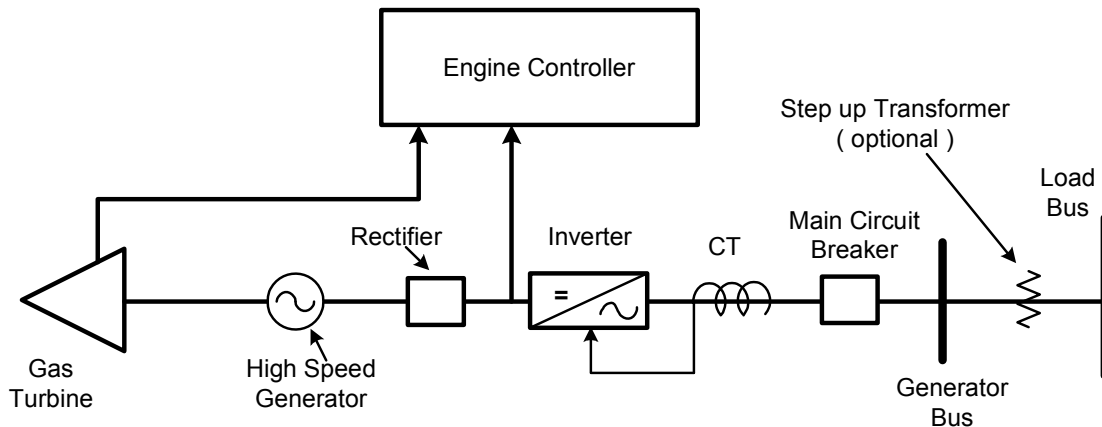 Engine Controller
Step up Transformer
( optional )
Load
Bus
Main Circuit
Breaker
Rectifier
Inverter
CT
=
Gas
Turbine
High Speed
Generator
Generator
Bus